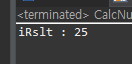 <terminated> CalcNu
iRslt : 25